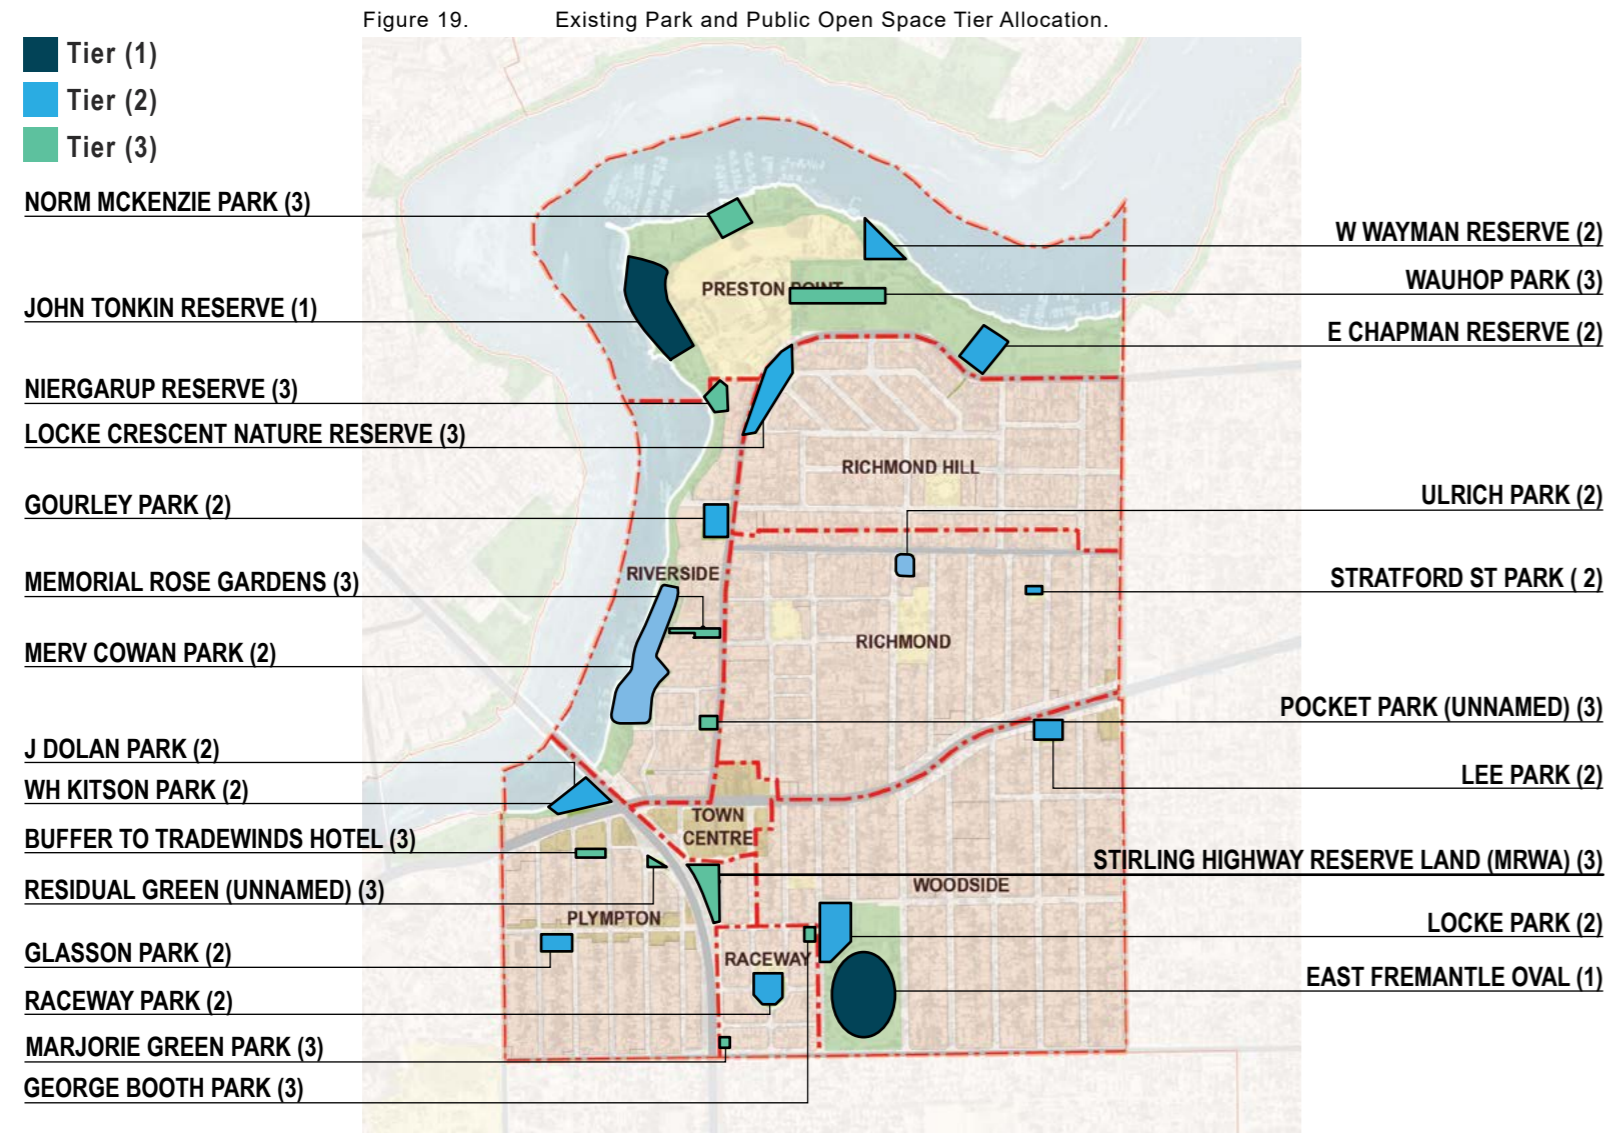 Figure 19. Existing Park and Public Open Space Tier Allocation.
Tier (1)
Tier (2)
Tier (3)
NORM MCKENZIE PARK (3)
JOHN TONKIN RESERVE (1)
NIERGARUP RESERVE (3)
LOCKE CRESCENT NATURE RESERVE (3)
GOURLEY PARK (2)
MEMORIAL ROSE GARDENS (3)
MERV COWAN PARK (2)
J DOLAN PARK (2)
WH KITSON PARK (2)
BUFFER TO TRADEWINDS HOTEL (3)
RESIDUAL GREEN (UNNAMED) (3)
GLASSON PARK (2)
RACEWAY PARK (2)
MARJORIE GREEN PARK (3)
GEORGE BOOTH PARK (3)
PRESTON POINT
RICHMOND HILL
RIVERSIDE
RICHMOND
TOWN
CENTRE
WOODSIDE
PLYMPTON
RACEWAY
W WAYMAN RESERVE (2)
WAUHOP PARK (3)
E CHAPMAN RESERVE (2)
ULRICH PARK (2)
STRATFORD ST PARK ( 2)
POCKET PARK (UNNAMED) (3)
LEE PARK (2)
STIRLING HIGHWAY RESERVE LAND (MRWA) (3)
LOCKE PARK (2)
EAST FREMANTLE OVAL (1)